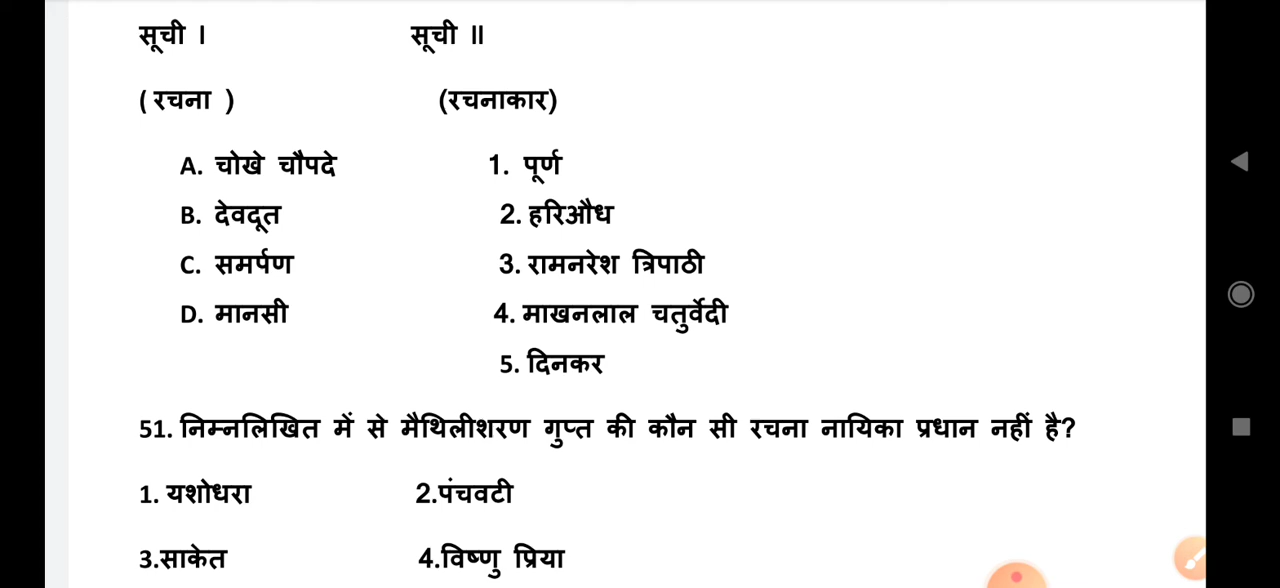 सूची I सूची II
( रचना ) (रचनाकार)
A. चोखे चौपदे 1. पूर्ण
B. देवदूत 2. हरिऔध
C. समर्पण 3. रामनरेश त्रिपाठी
D. मानसी 4. माखनलाल चतुर्वेदी
5. दिनकर
51. निम्नलिखित में से मैथिलीशरण गुप्त की कौन सी रचना नायिका प्रधान नहीं है?
1. यशोधरा 2.पंचवटी
3.साकेत 4.विष्णु प्रिया